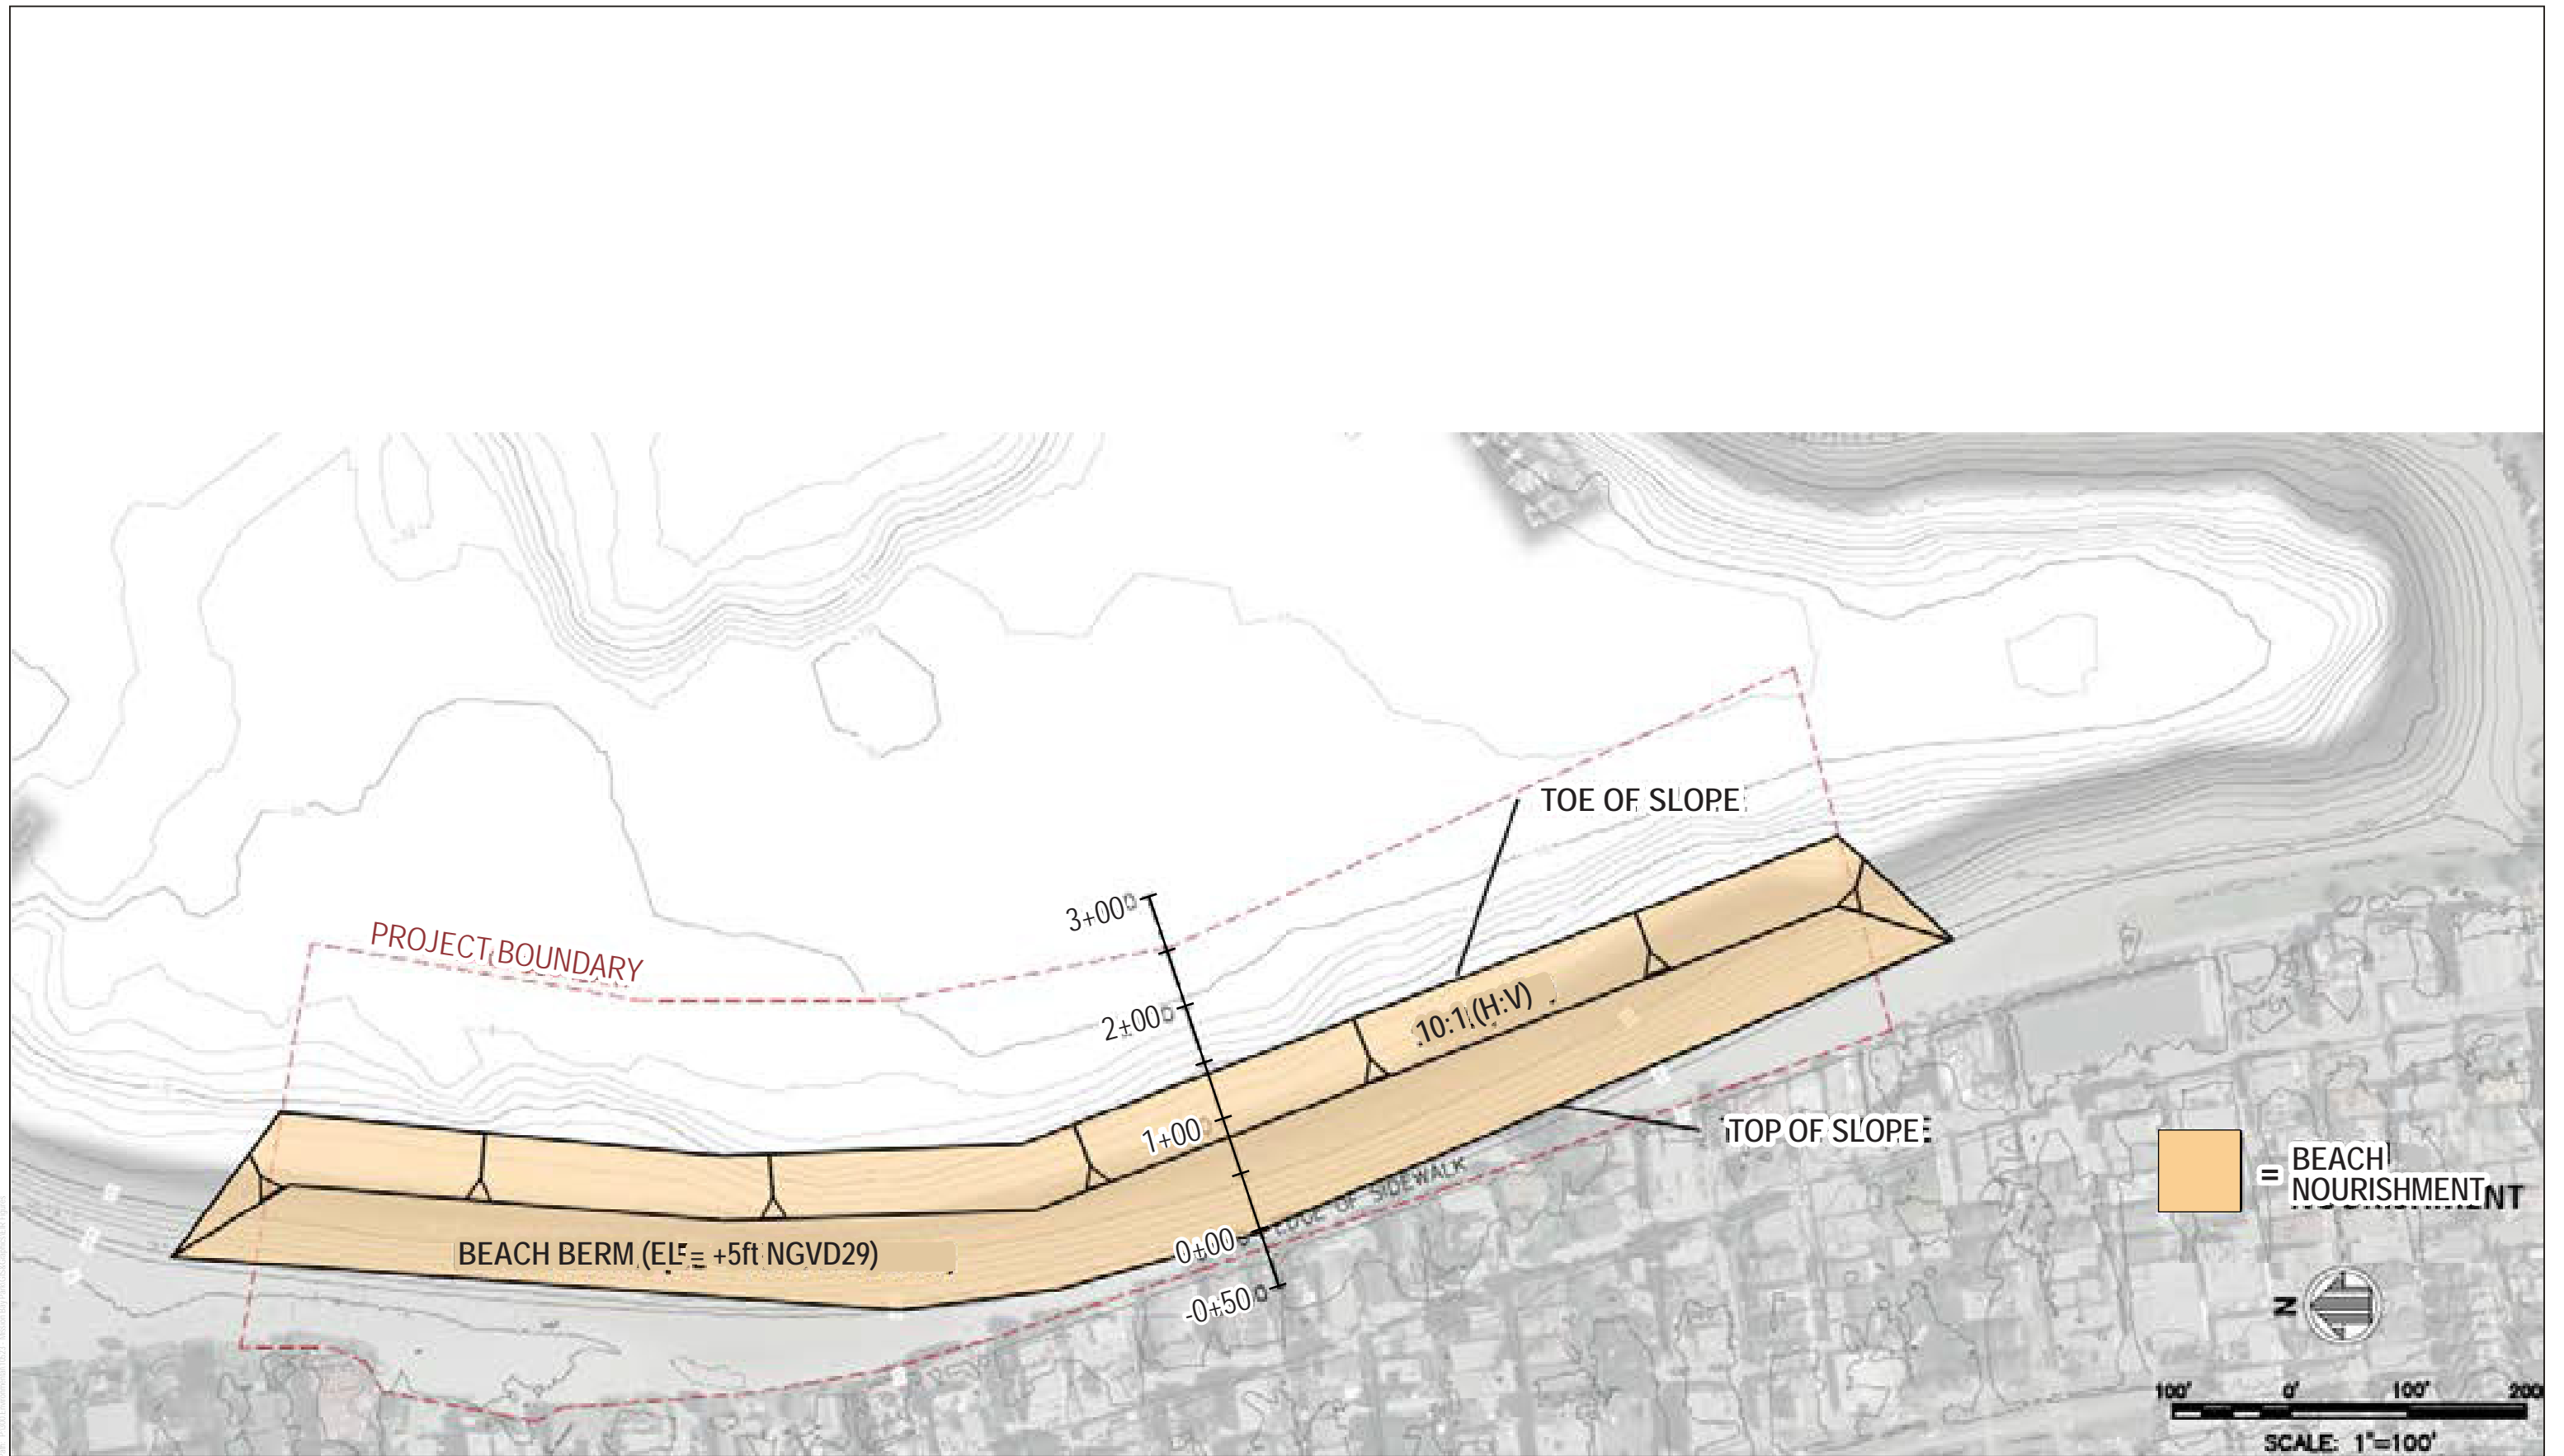 TOE OF SLOPE
PROJECT BOUNDARY
3+00
2+00
10:1 (H:V)
1+00
TOP OF SLOPE
= BEACH
NOURISHMENT
EDGE OF SIDEWALK
BEACH BERM (EL = +5ft NGVD29)
0+00
-0+50
N
100' 0' 100' 200
SCALE: 1"=100'